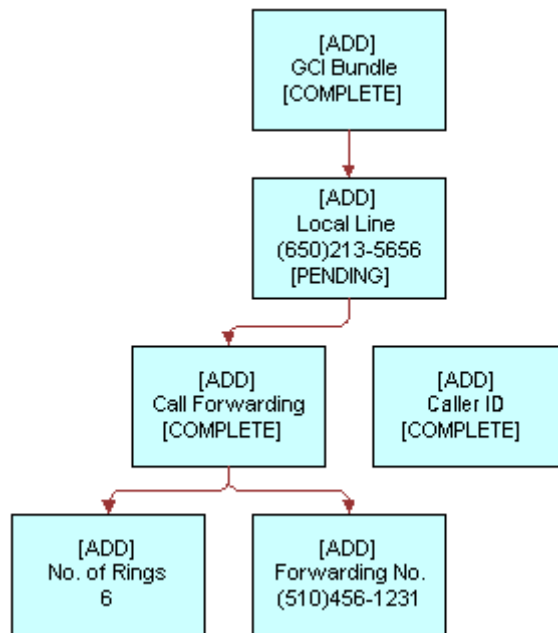 [ADD]
GCI Bundle
[COMPLETE]
[ADD]
Local Line
(650)213-5656
[PENDING]
[ADD]
Call Forwarding
[COMPLETE]
[ADD]
Caller ID
[COMPLETE]
[ADD]
No. of Rings
6
[ADD]
Forwarding No.
(510)456-1231